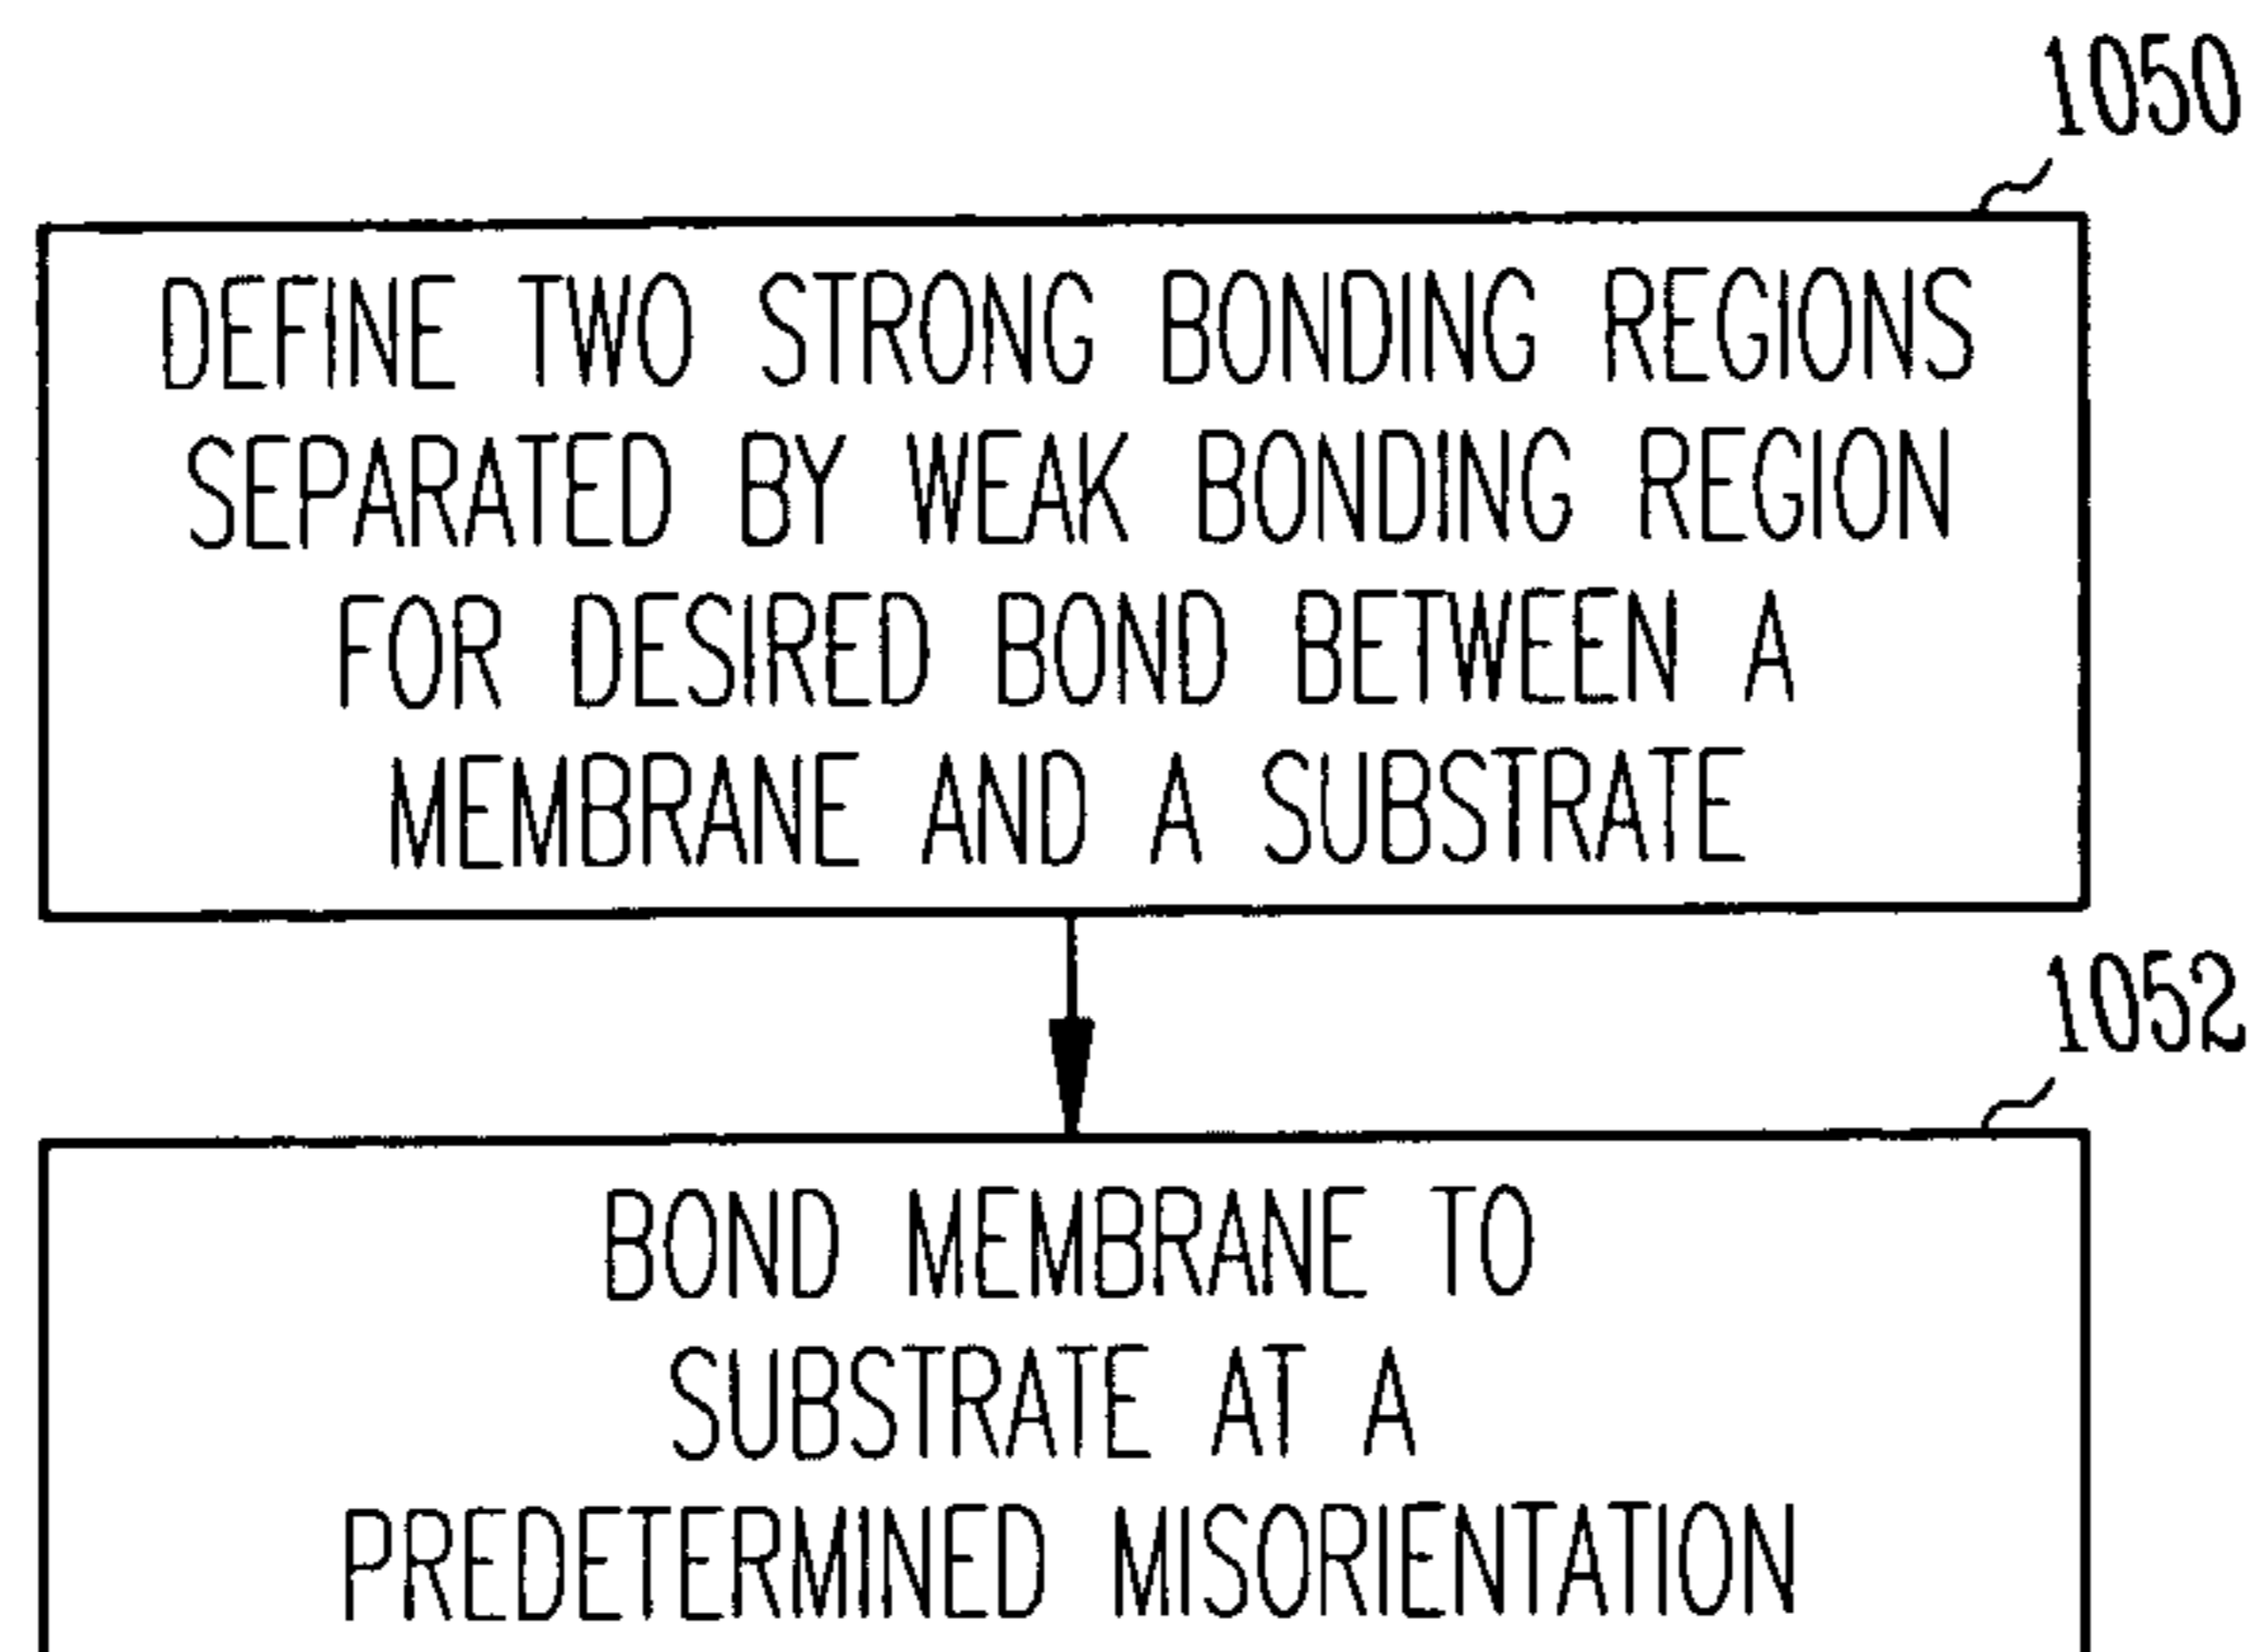 1050
DEFINE TWO STRONG BONDING REGIONS
SEPARATED BY WEAK BONDING REGION
FOR DESIRED BOND BETWEEN A
MEMBRANE AND A SUBSTRATE
1052
BOND MEMBRANE TO
SUBSTRATE AT A
PREDETERMINED MISORIENTATION